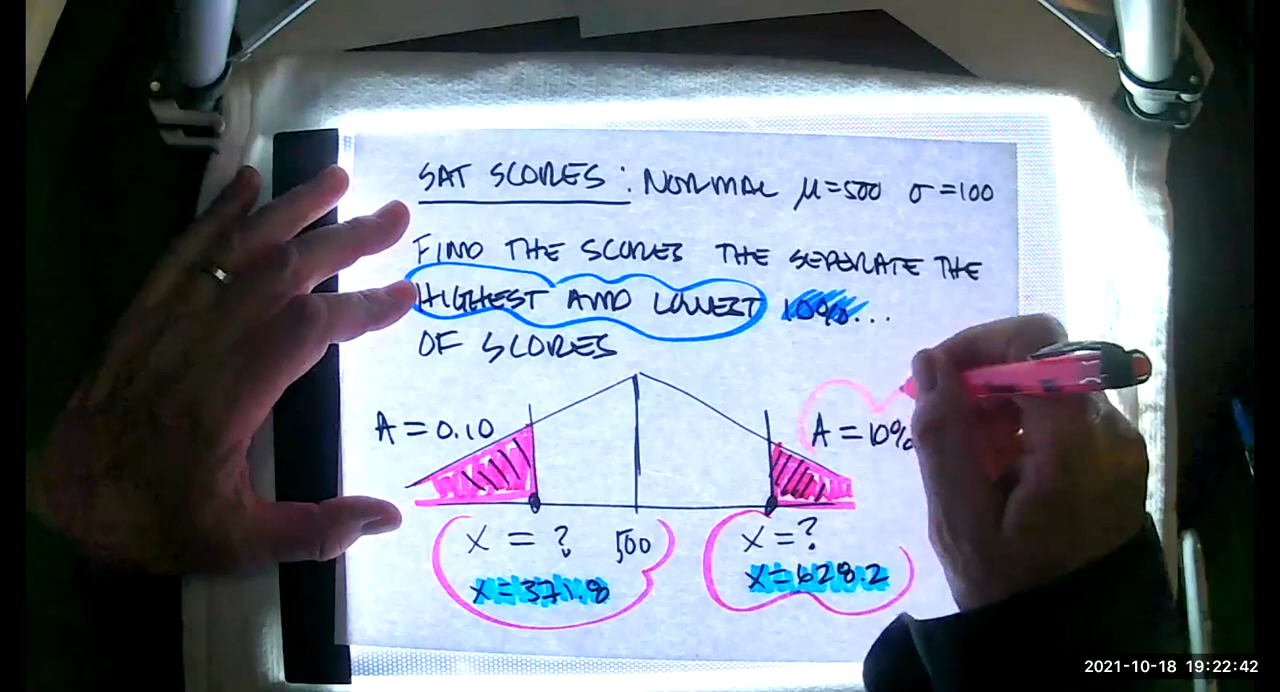 SAT SCORES: NORMAL μ=500 σ=100
FIND THE SCORES THE SEPERATE THE
HIGHEST AND LOWEST 10%...
OF SCORES
A = 0.10
A = 10%
X = ?
500
X = ?
X=371.8
X=628.2
2021-10-18 19:22:42